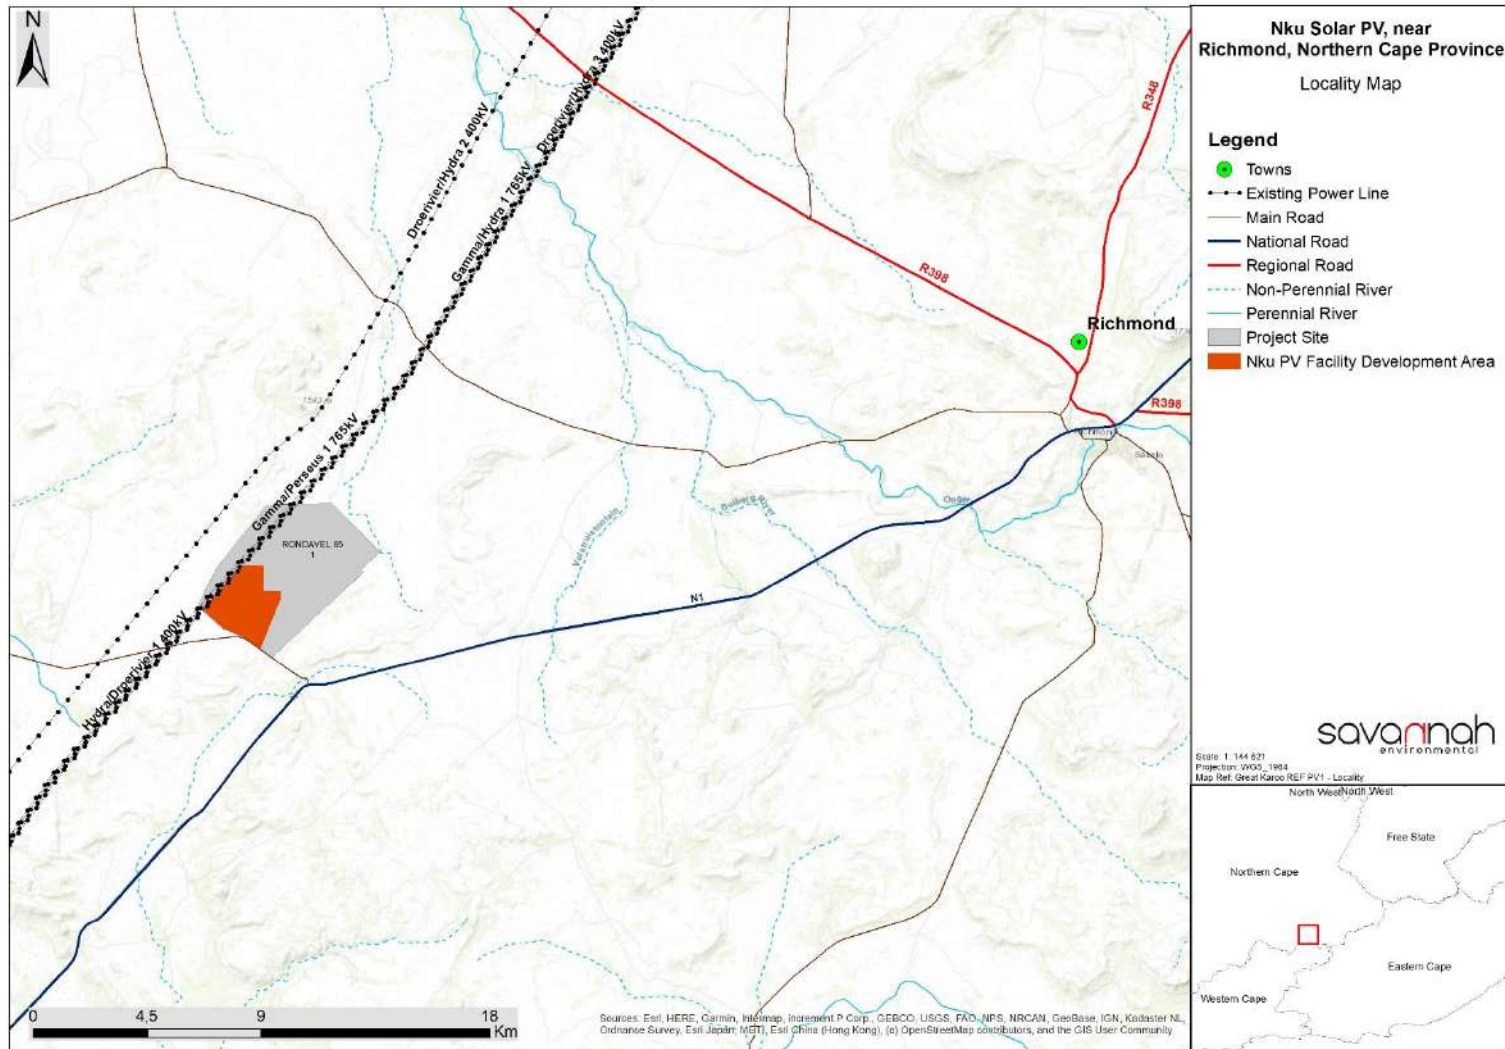 N
Nku Solar PV, near
Richmond, Northern Cape Province
Locality Map
Legend
Towns
Existing Power Line
Main Road
National Road
Regional Road
Non-Perennial River
Perennial River
Project Site
Nku PV Facility Development Area
Droerivier/Hydra 2 400kV
Droerivier/Hydra 3 400kV
Gamma/Hydra 1 765kV
Gamma/Perseus 1 765kV
Hydra/Droerivier 1 400kV
R398
R348
Richmond
R398
Richmond
Sabelo
1543 m
RONDAVEL 85
1
Ongers
N1
savannah
environmental
Scale: 1: 144 821
Projection: WGS_1984
Map Ref: Great Karoo REF PV1 - Locality
North West
North West
Free State
Northern Cape
Eastern Cape
Western Cape
0
4,5
9
18
Km
Sources: Esri, HERE, Garmin, Intermap, increment P Corp., GEBCO, USGS, FAO, NPS, NRCAN, GeoBase, IGN, Kadaster NL,
Ordnance Survey, Esri Japan, METI, Esri China (Hong Kong), (c) OpenStreetMap contributors, and the GIS User Community